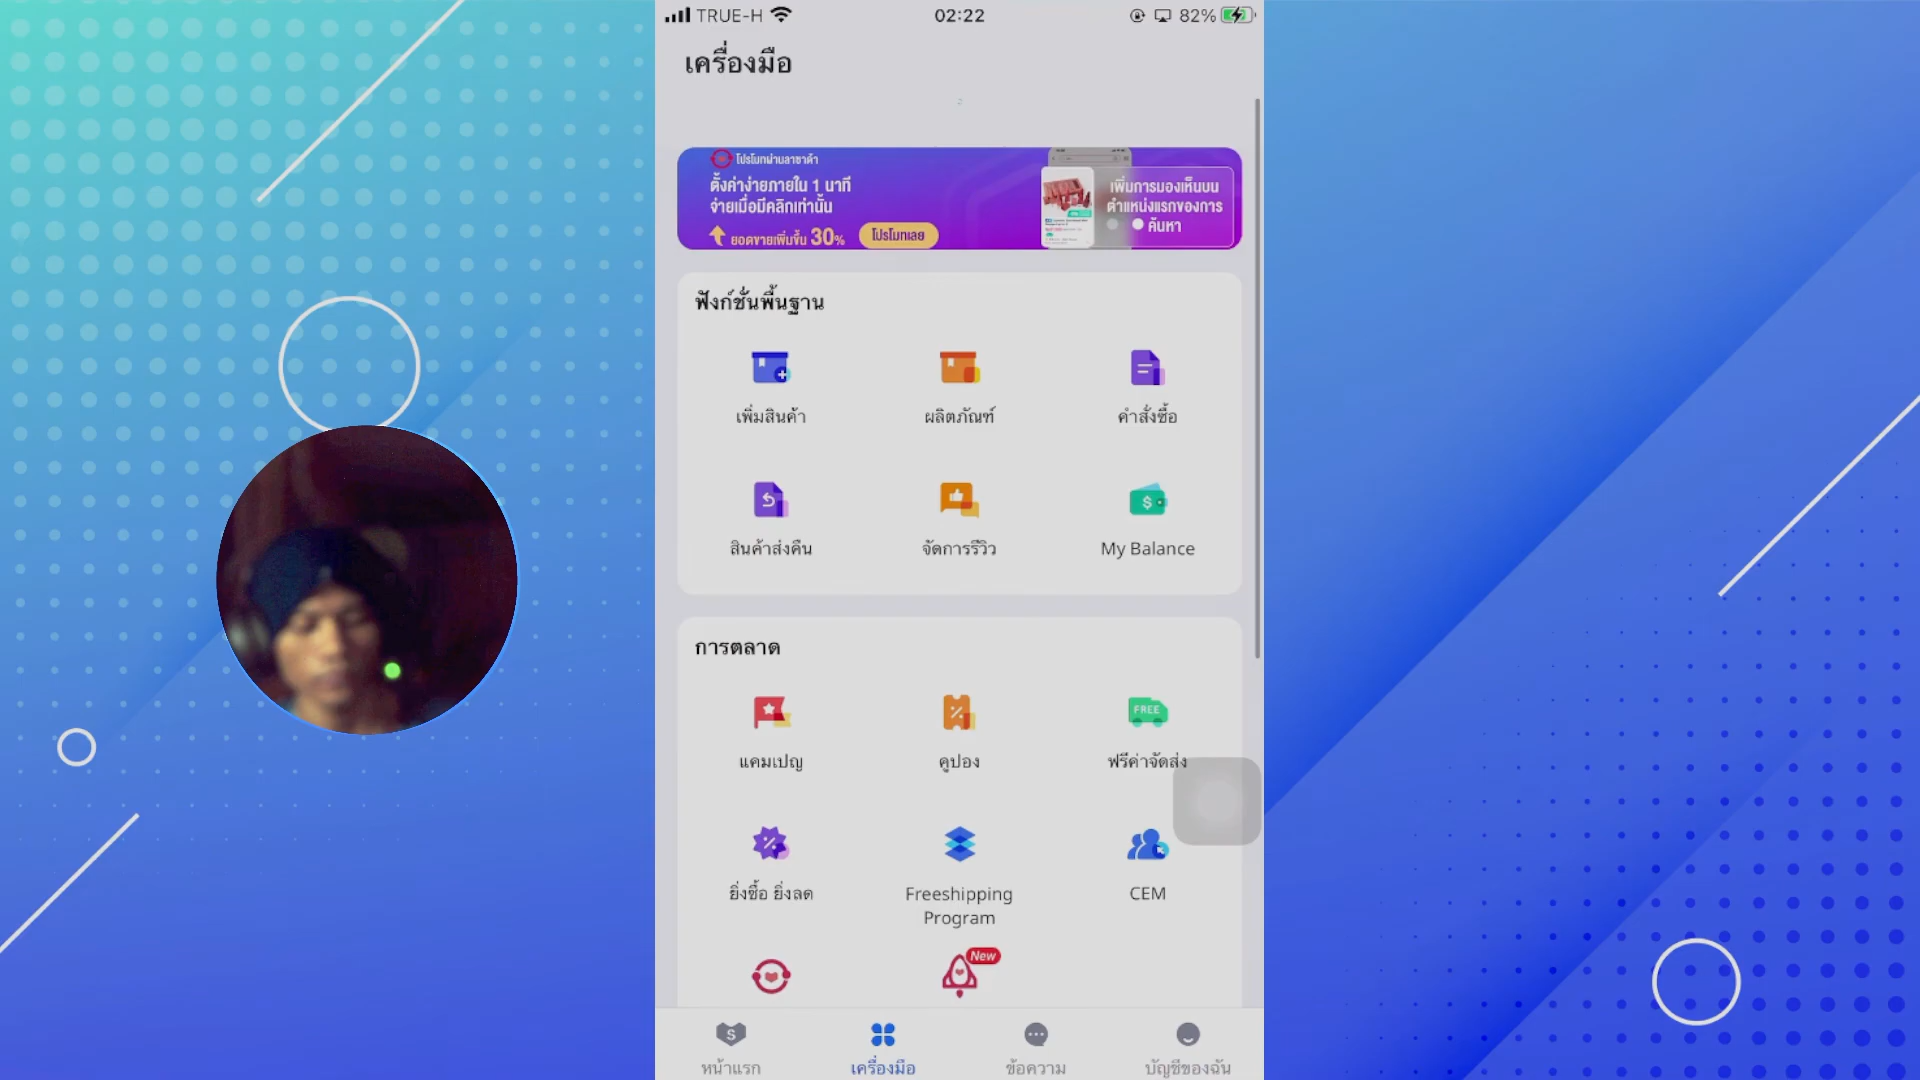 TRUE-H
02:22
82%
เครื่องมือ
โปรโมทผ่านลาซาด้า
ตั้งค่าง่ายภายใน 1 นาที
จ่ายเมื่อมีคลิกเท่านั้น
ยอดขายเพิ่มขึ้น 30%
โปรโมทเลย
เพิ่มการมองเห็นบน
ตำแหน่งแรกของการ
ค้นหา
ฟังก์ชั่นพื้นฐาน
เพิ่มสินค้า
ผลิตภัณฑ์
คำสั่งซื้อ
สินค้าส่งคืน
จัดการรีวิว
My Balance
การตลาด
แคมเปญ
คูปอง
FREE
ฟรีค่าจัดส่ง
ยิ่งซื้อ ยิ่งลด
Freeshipping
Program
CEM
New
หน้าแรก
เครื่องมือ
ข้อความ
บัญชีของฉัน